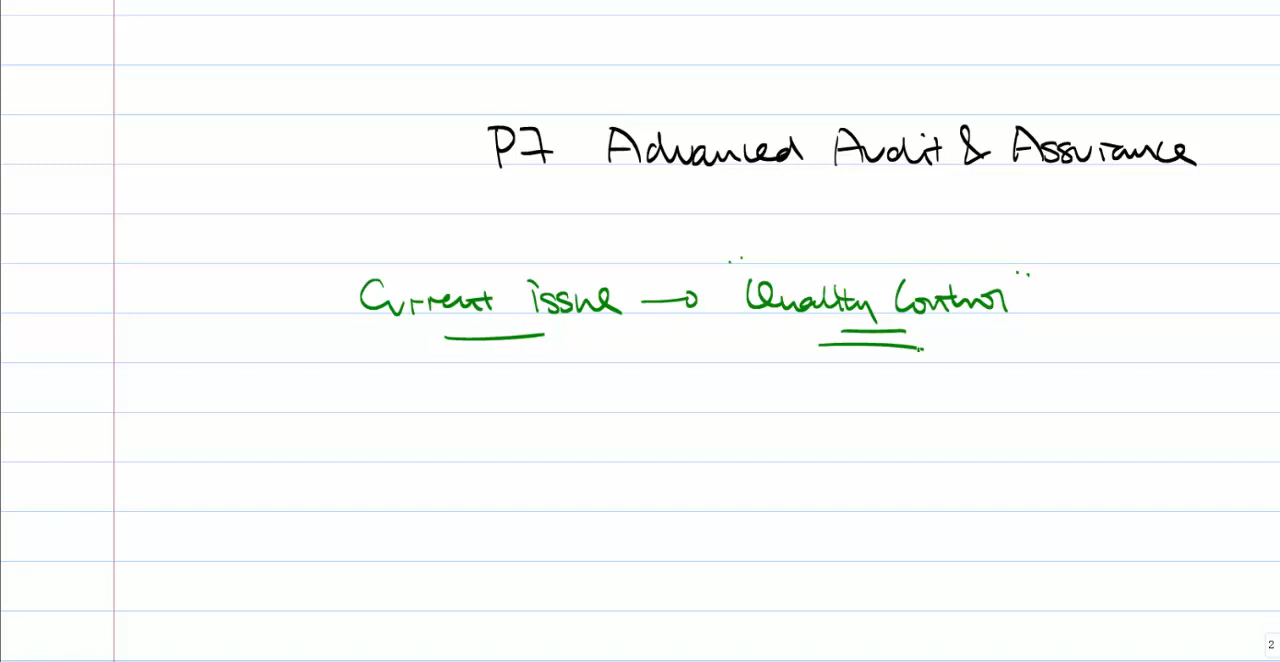 P7 Advanced Audit & Assurance
Current issue → "Quality Control"
2